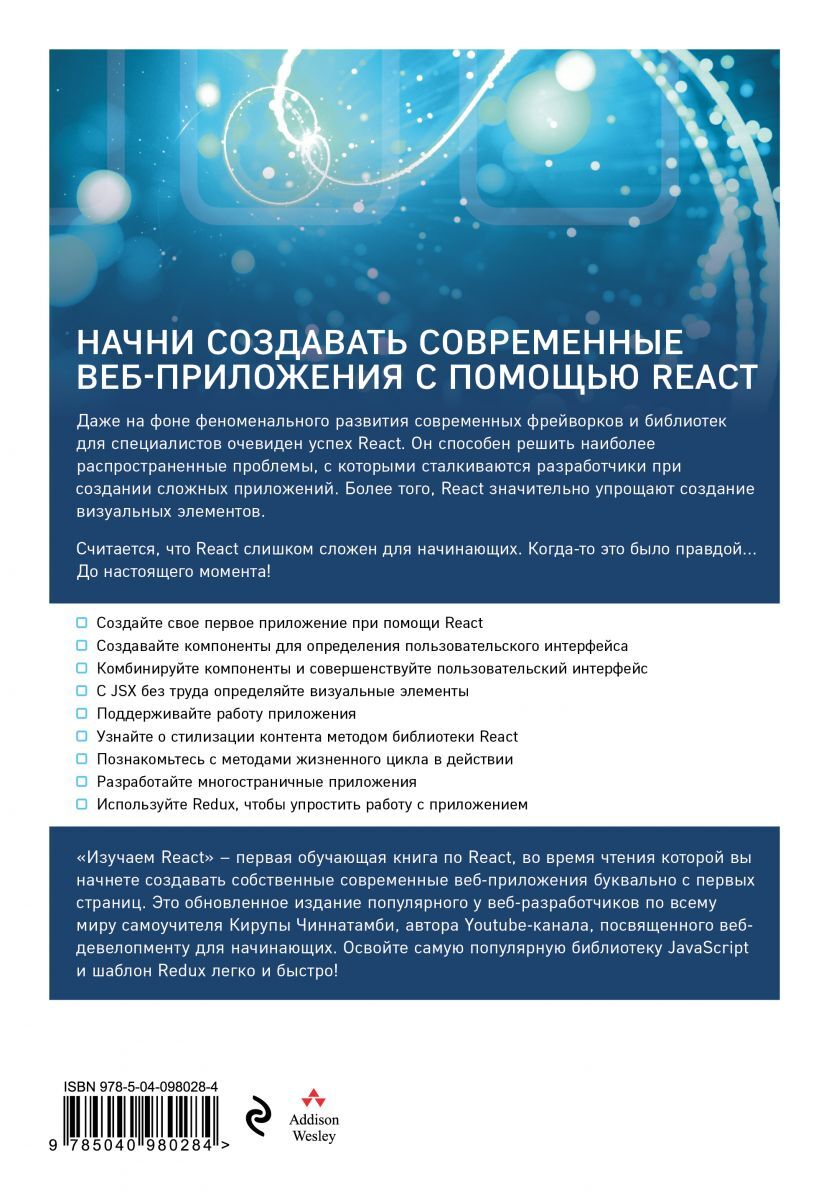 НАЧНИ СОЗДАВАТЬ СОВРЕМЕННЫЕ
ВЕБ-ПРИЛОЖЕНИЯ С ПОМОЩЬЮ REACT
Даже на фоне феноменального развития современных фрейворков и библиотек
для специалистов очевиден успех React. Он способен решить наиболее
распространенные проблемы, с которыми сталкиваются разработчики при
создании сложных приложений. Более того, React значительно упрощают создание
визуальных элементов.
Считается, что React слишком сложен для начинающих. Когда-то это было правдой...
До настоящего момента!
Создайте свое первое приложение при помощи React
Создавайте компоненты для определения пользовательского интерфейса
Комбинируйте компоненты и совершенствуйте пользовательский интерфейс
С JSX без труда определяйте визуальные элементы
Поддерживайте работу приложения
Узнайте о стилизации контента методом библиотеки React
Познакомьтесь с методами жизненного цикла в действии
Разработайте многостраничные приложения
Используйте Redux, чтобы упростить работу с приложением
«Изучаем React» – первая обучающая книга по React, во время чтения которой вы
начнете создавать собственные современные веб-приложения буквально с первых
страниц. Это обновленное издание популярного у веб-разработчиков по всему
миру самоучителя Кирупы Чиннатамби, автора Youtube-канала, посвященного веб-
девелопменту для начинающих. Освойте самую популярную библиотеку JavaScript
и шаблон Redux легко и быстро!
ISBN 978-5-04-098028-4
9 785040 980284 >
Addison
Wesley